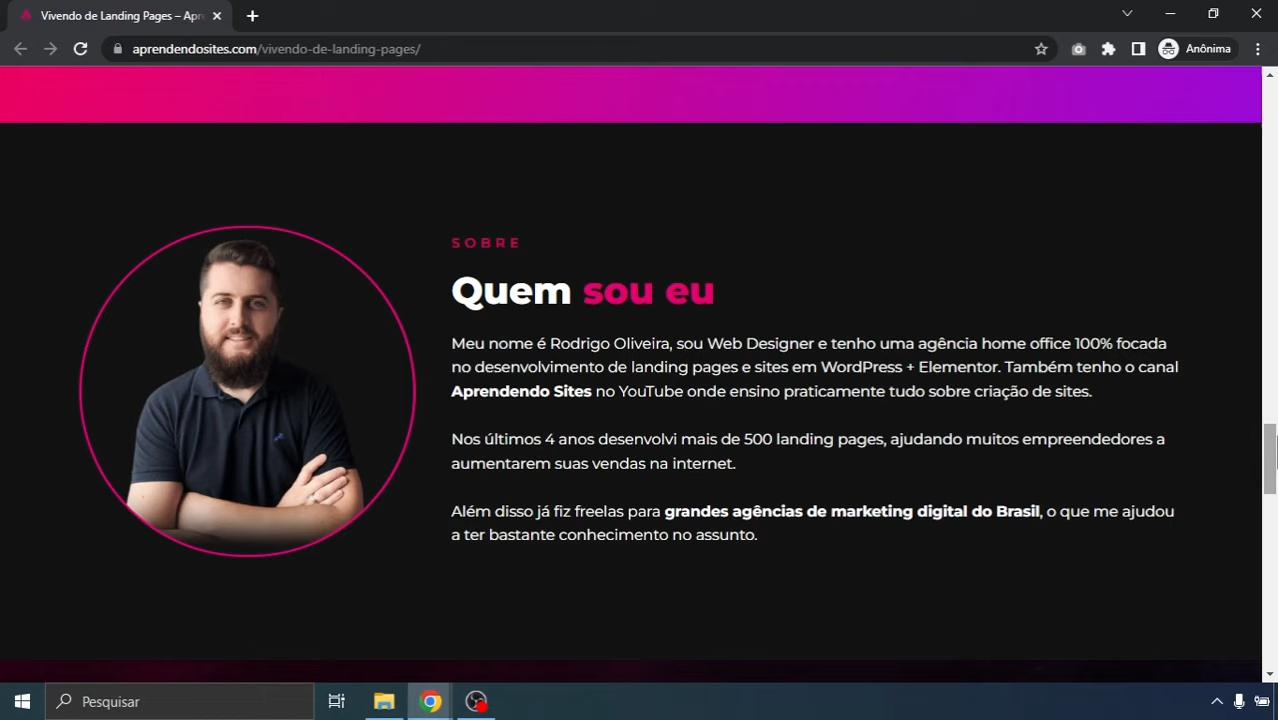 Vivendo de Landing Pages – Apre
aprendendosites.com/vivendo-de-landing-pages/
Anônima
SOBRE
Quem sou eu
Meu nome é Rodrigo Oliveira, sou Web Designer e tenho uma agência home office 100% focada
no desenvolvimento de landing pages e sites em WordPress + Elementor. Também tenho o canal
Aprendendo Sites no YouTube onde ensino praticamente tudo sobre criação de sites.
Nos últimos 4 anos desenvolvi mais de 500 landing pages, ajudando muitos empreendedores a
aumentarem suas vendas na internet.
Além disso já fiz freelas para grandes agências de marketing digital do Brasil, o que me ajudou
a ter bastante conhecimento no assunto.
Pesquisar